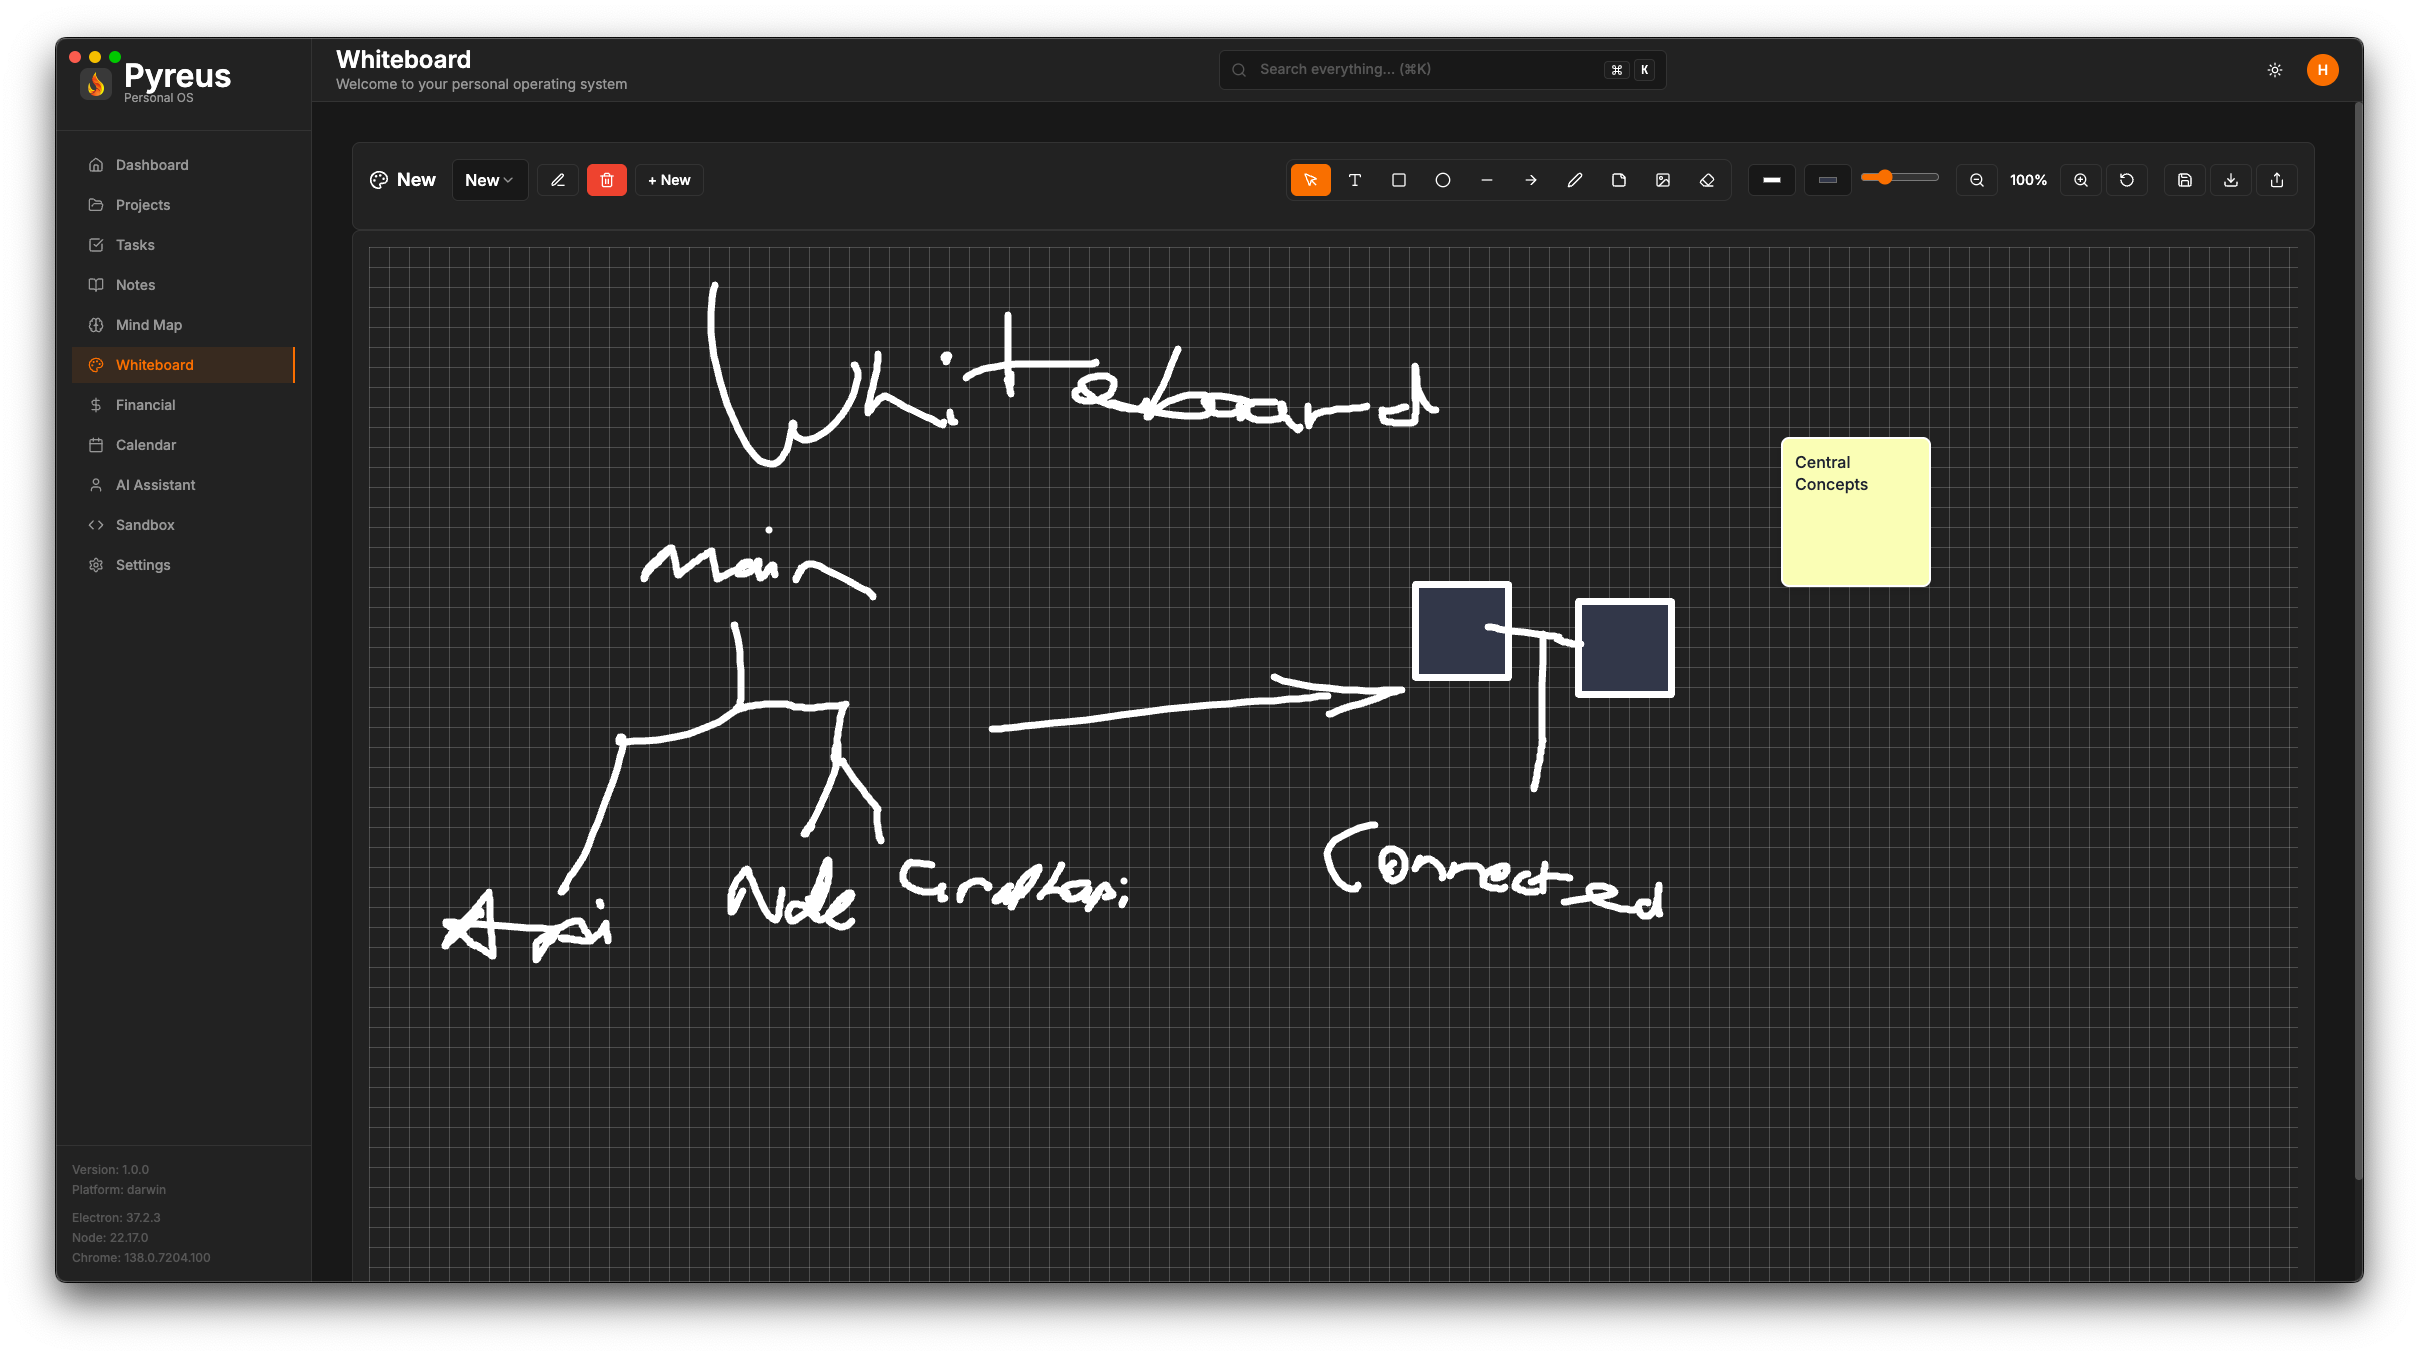 Pyreus
Personal OS
Dashboard
Projects
Tasks
Notes
Mind Map
Whiteboard
Financial
Calendar
AI Assistant
Sandbox
Settings
Version: 1.0.0
Platform: darwin
Electron: 37.2.3
Node: 22.17.0
Chrome: 138.0.7204.100
Whiteboard
Welcome to your personal operating system
Search everything... (⌘K)
⌘ K
H
New
New
+ New
100%
Whiteboard
Main
Central
Concepts
Api
Node
Connected